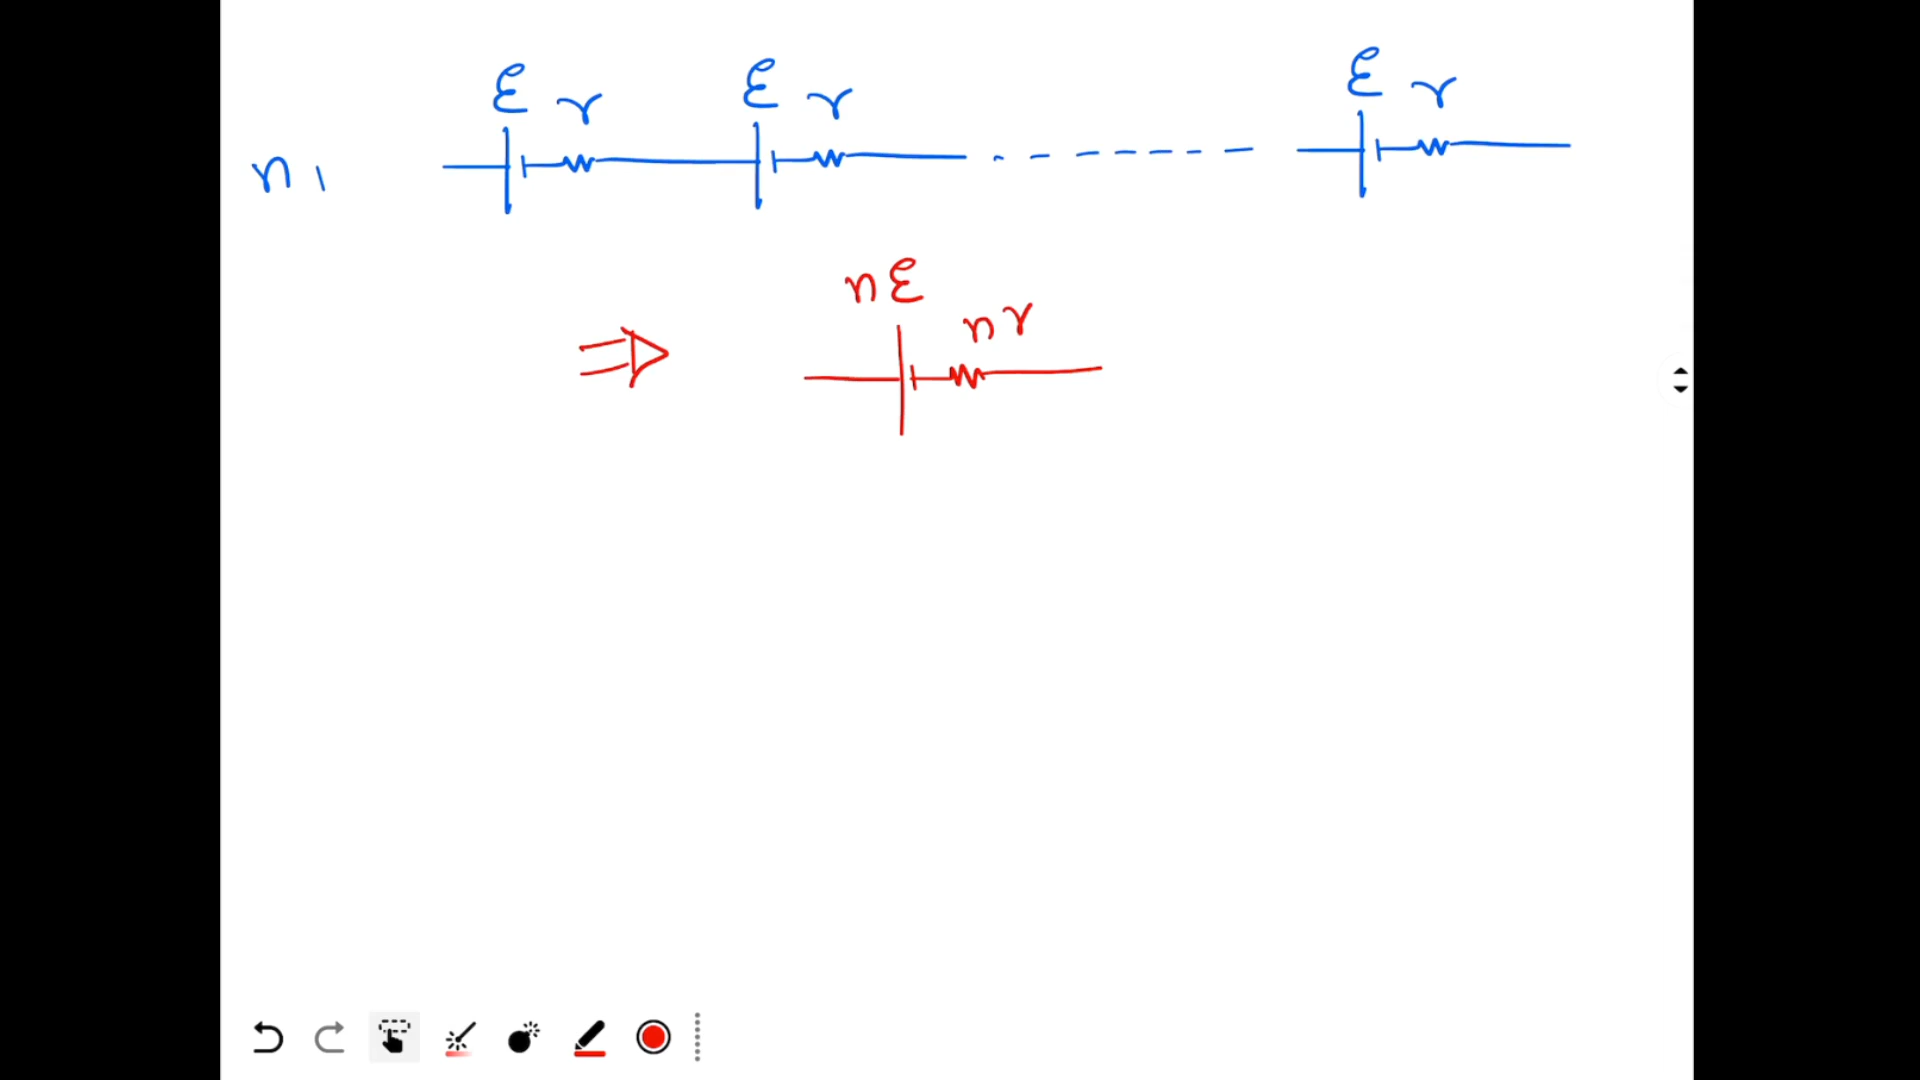 ε r ε r ε r
n,
nε
nr